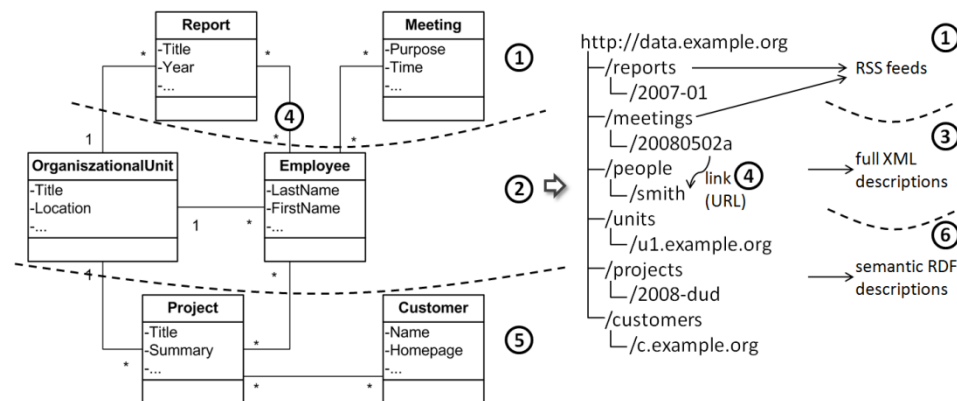 Report
-Title
-Year
-...
Meeting
-Purpose
-Time
-...
*
*
*
1
4
1
*
*
OrganiszationalUnit
-Title
-Location
-...
Employee
-LastName
-FirstName
-...
1
*
2
1
*
Project
-Title
-Summary
-...
Customer
-Name
-Homepage
-...
*
*
*
*
5
http://data.example.org
/reports
/2007-01
/meetings
/20080502a
/people
/smith
link
(URL)
4
/units
/u1.example.org
/projects
/2008-dud
/customers
/c.example.org
1
RSS feeds
3
full XML
descriptions
6
semantic RDF
descriptions